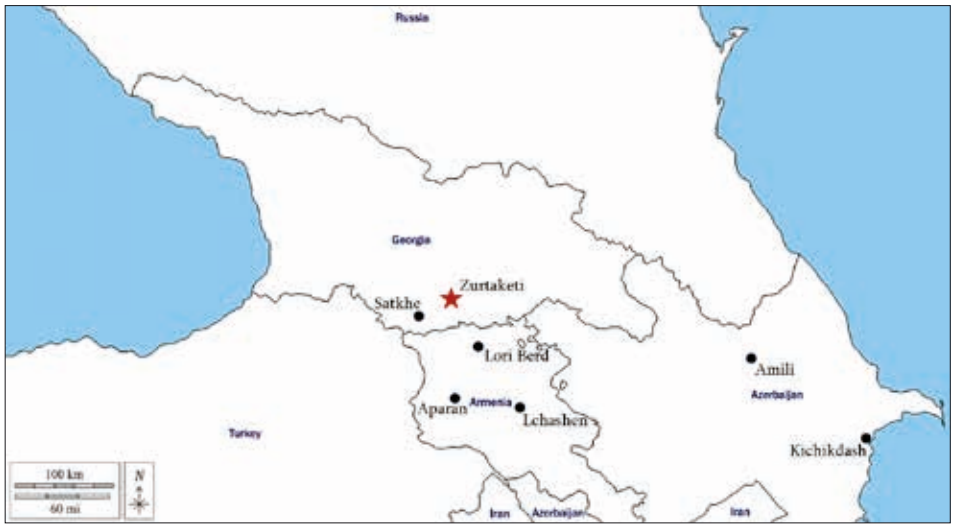 Russia
Georgia
Zurtaketi
Satkhe
Lori Berd
Amili
Azerbaijan
Aparan
Armenia
Lchashen
Turkey
Kichikdash
100 km
60 mi
N
Iran
Azerbaijan
Iran